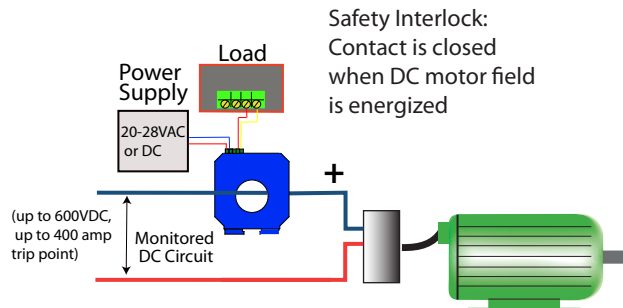 Safety Interlock:
Contact is closed
when DC motor field
is energized
Load
Power
Supply
20-28VAC
or DC
+
(up to 600VDC,
up to 400 amp
trip point)
Monitored
DC Circuit